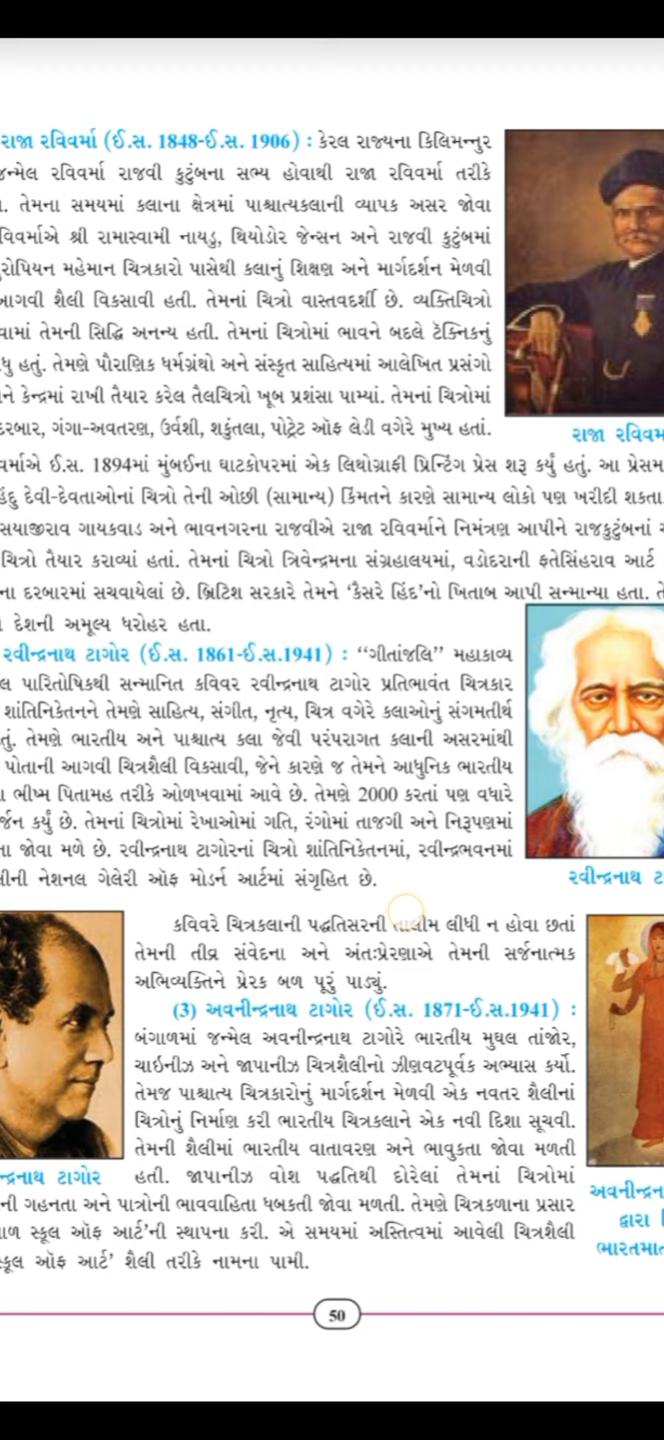 રાજા રવિવર્મા (ઈ.સ. 1848-ઈ.સ. 1906) : કેરલ રાજ્યના કિલિમન્નુર
જન્મેલ રવિવર્મા રાજવી કુટુંબના સભ્ય હોવાથી રાજા રવિવર્મા તરીકે
તેમના સમયમાં કલાના ક્ષેત્રમાં પાશ્ચાત્યકલાની વ્યાપક અસર જોવા
વિવર્માએ શ્રી રામાસ્વામી નાયડુ, થિયોડોર જેન્સન અને રાજવી કુટુંબમાં
રોપિયન મહેમાન ચિત્રકારો પાસેથી કલાનું શિક્ષણ અને માર્ગદર્શન મેળવી
આગવી શૈલી વિકસાવી હતી. તેમનાં ચિત્રો વાસ્તવદર્શી છે. વ્યક્તિચિત્રો
વામાં તેમની સિદ્ધિ અનન્ય હતી. તેમનાં ચિત્રોમાં ભાવને બદલે ટૅક્નિકનું
ધુ હતું. તેમણે પૌરાણિક ધર્મગ્રંથો અને સંસ્કૃત સાહિત્યમાં આલેખિત પ્રસંગો
ને કેન્દ્રમાં રાખી તૈયાર કરેલ તૈલચિત્રો ખૂબ પ્રશંસા પામ્યાં. તેમનાં ચિત્રોમાં
દરબાર, ગંગા-અવતરણ, ઉર્વશી, શકુંતલા, પોટ્રેટ ઑફ લેડી વગેરે મુખ્ય હતાં.
રાજા રવિવમ
વર્માએ ઈ.સ. 1894માં મુંબઈના ઘાટકોપરમાં એક લિથોગ્રાફી પ્રિન્ટિંગ પ્રેસ શરૂ કર્યું હતું. આ પ્રેસમ
હિંદુ દેવી-દેવતાઓનાં ચિત્રો તેની ઓછી (સામાન્ય) કિંમતને કારણે સામાન્ય લોકો પણ ખરીદી શકતા
સયાજીરાવ ગાયકવાડ અને ભાવનગરના રાજવીએ રાજા રવિવર્માને નિમંત્રણ આપીને રાજકુટુંબનાં
ચિત્રો તૈયાર કરાવ્યાં હતાં. તેમનાં ચિત્રો ત્રિવેન્દ્રમના સંગ્રહાલયમાં, વડોદરાની ફતેસિંહરાવ આર્ટ
ના દરબારમાં સચવાયેલાં છે. બ્રિટિશ સરકારે તેમને ‘કૈસરે હિંદ’નો ખિતાબ આપી સન્માન્યા હતા. તે
દેશની અમૂલ્ય ધરોહર હતા.
રવીન્દ્રનાથ ટાગોર (ઈ.સ. 1861-ઈ.સ.1941) : “ગીતાંજલિ” મહાકાવ્ય
લ પારિતોષિકથી સન્માનિત કવિવર રવીન્દ્રનાથ ટાગોર પ્રતિભાવંત ચિત્રકાર
શાંતિનિકેતનને તેમણે સાહિત્ય, સંગીત, નૃત્ય, ચિત્ર વગેરે કલાઓનું સંગમતીર્થ
તું. તેમણે ભારતીય અને પાશ્ચાત્ય કલા જેવી પરંપરાગત કલાની અસરમાંથી
પોતાની આગવી ચિત્રશૈલી વિકસાવી, જેને કારણે જ તેમને આધુનિક ભારતીય
ભીષ્મ પિતામહ તરીકે ઓળખવામાં આવે છે. તેમણે 2000 કરતાં પણ વધારે
ર્જન કર્યું છે. તેમનાં ચિત્રોમાં રેખાઓમાં ગતિ, રંગોમાં તાજગી અને નિરૂપણમાં
તા જોવા મળે છે. રવીન્દ્રનાથ ટાગોરનાં ચિત્રો શાંતિનિકેતનમાં, રવીન્દ્રભવનમાં
ીની નેશનલ ગેલેરી ઑફ મોડર્ન આર્ટમાં સંગૃહિત છે.
રવીન્દ્રનાથ ટ
કવિવરે ચિત્રકલાની પદ્ધતિસરની તાલીમ લીધી ન હોવા છતાં
તેમની તીવ્ર સંવેદના અને અંતઃપ્રેરણાએ તેમની સર્જનાત્મક
અભિવ્યક્તિને પ્રેરક બળ પૂરું પાડ્યું.
(3) અવનીન્દ્રનાથ ટાગોર (ઈ.સ. 1871-ઈ.સ.1941) :
બંગાળમાં જન્મેલ અવનીન્દ્રનાથ ટાગોરે ભારતીય મુઘલ તાંજોર,
ચાઇનીઝ અને જાપાનીઝ ચિત્રશૈલીનો ઝીણવટપૂર્વક અભ્યાસ કર્યો.
તેમજ પાશ્ચાત્ય ચિત્રકારોનું માર્ગદર્શન મેળવી એક નવતર શૈલીનાં
ચિત્રોનું નિર્માણ કરી ભારતીય ચિત્રકલાને એક નવી દિશા સૂચવી.
તેમની શૈલીમાં ભારતીય વાતાવરણ અને ભાવુકતા જોવા મળતી
હતી. જાપાનીઝ વોશ પદ્ધતિથી દોરેલાં તેમનાં ચિત્રોમાં
ન્દ્રનાથ ટાગોર
ની ગહનતા અને પાત્રોની ભાવવાહિતા ધબકતી જોવા મળતી. તેમણે ચિત્રકળાના પ્રસાર
ાળ સ્કૂલ ઑફ આર્ટ’ની સ્થાપના કરી. એ સમયમાં અસ્તિત્વમાં આવેલી ચિત્રશૈલી
સ્કૂલ ઑફ આર્ટ’ શૈલી તરીકે નામના પામી.
અવનીન્દ્રન
દ્વારા
ભારતમાત
50